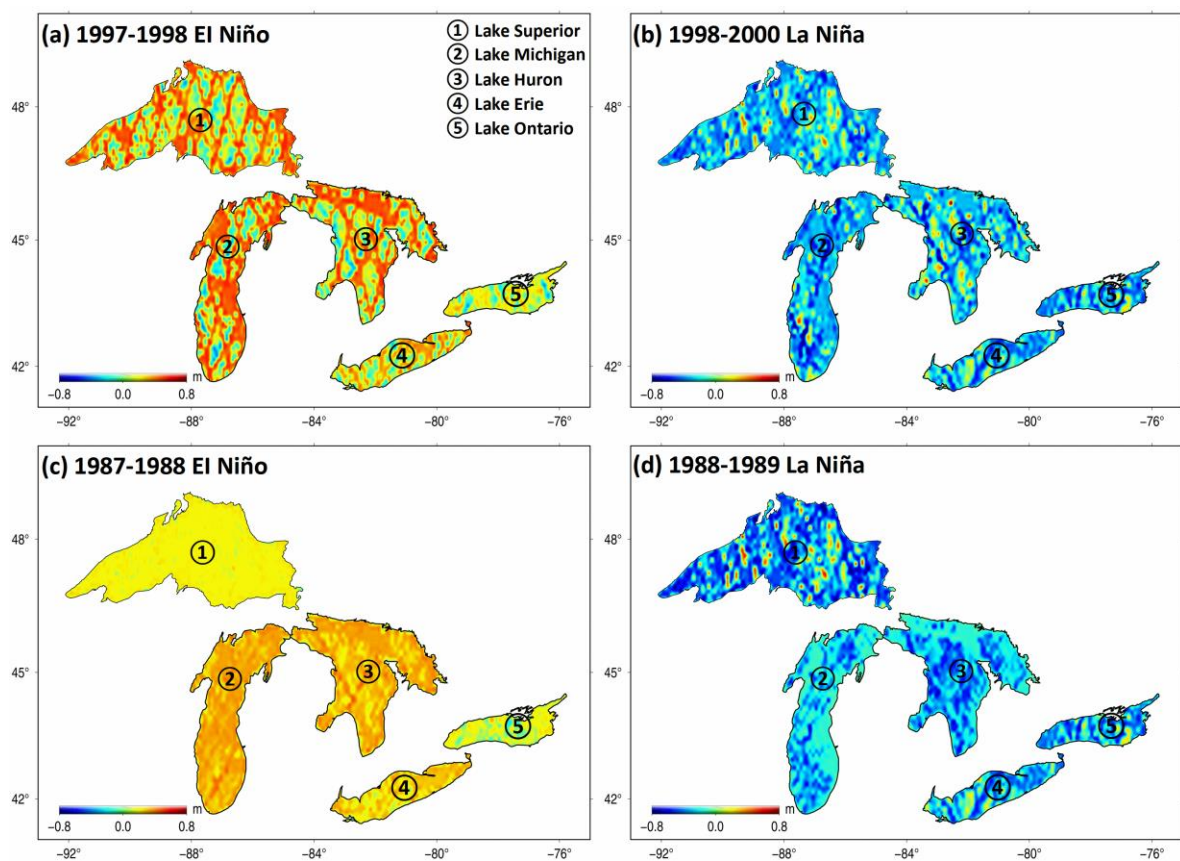 (a) 1997-1998 El Niño
① Lake Superior
② Lake Michigan
③ Lake Huron
④ Lake Erie
⑤ Lake Ontario
48°
45°
42°
1
2
3
4
5
−0.8 0.0 0.8
m
−92 −88 −84 −80 −76°
(b) 1998-2000 La Niña
48°
45°
42°
1
2
3
4
5
−0.8 0.0 0.8
m
−92 −88 −84 −80 −76°
(c) 1987-1988 El Niño
48°
45°
42°
1
2
3
4
5
−0.8 0.0 0.8
m
−92 −88 −84 −80 −76°
(d) 1988-1989 La Niña
48°
45°
42°
1
2
3
4
5
−0.8 0.0 0.8
m
−92 −88 −84 −80 −76°